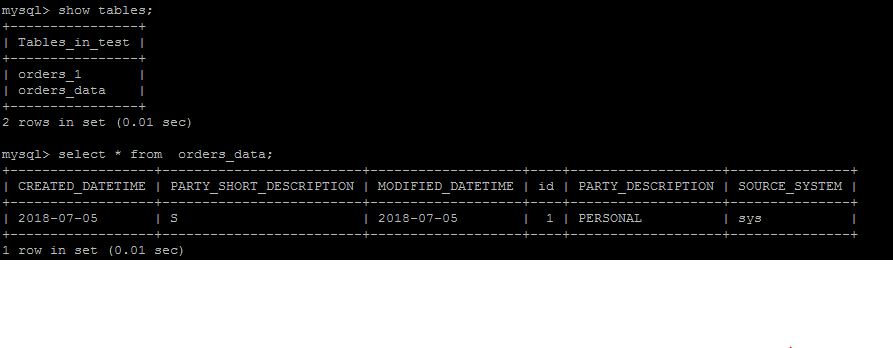 mysql> show tables;
+----------------+
| Tables_in_test |
+----------------+
| orders_1       |
| orders_data    |
+----------------+
2 rows in set (0.01 sec)
mysql> select * from  orders_data;
+------------------+-------------------------+-------------------+----+-------------------+---------------+
| CREATED_DATETIME | PARTY_SHORT_DESCRIPTION | MODIFIED_DATETIME | id | PARTY_DESCRIPTION | SOURCE_SYSTEM |
+------------------+-------------------------+-------------------+----+-------------------+---------------+
| 2018-07-05       | S                       | 2018-07-05        |  1 | PERSONAL          | sys           |
+------------------+-------------------------+-------------------+----+-------------------+---------------+
1 row in set (0.01 sec)